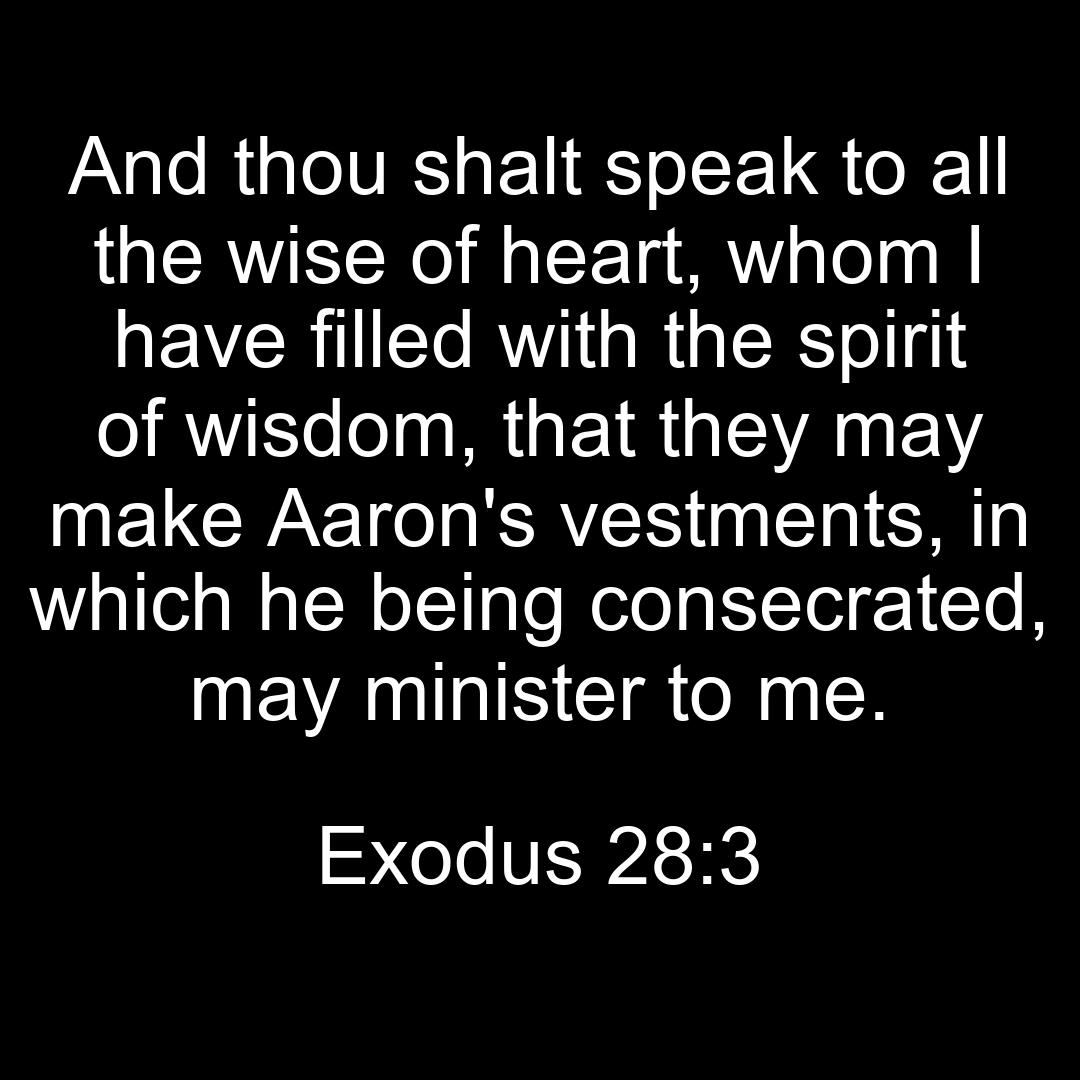 And thou shalt speak to all
the wise of heart, whom I
have filled with the spirit
of wisdom, that they may
make Aaron's vestments, in
which he being consecrated,
may minister to me.
Exodus 28:3